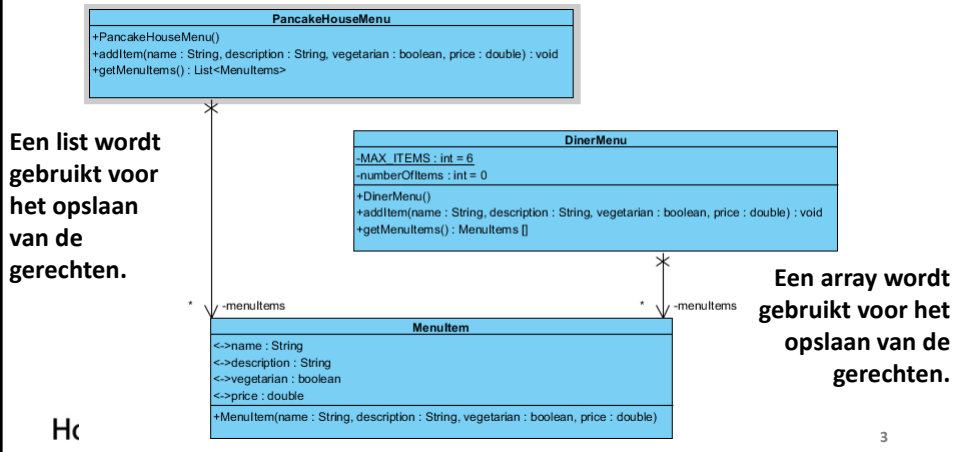 PancakeHouseMenu
+PancakeHouseMenu()
+addItem(name : String, description : String, vegetarian : boolean, price : double) : void
+getMenuItems() : List<MenuItems>
Een list wordt
gebruikt voor
het opslaan
van de
gerechten.
DinerMenu
-MAX_ITEMS : int = 6
-numberOfItems : int = 0
+DinerMenu()
+addItem(name : String, description : String, vegetarian : boolean, price : double) : void
+getMenuItems() : MenuItems []
Een array wordt
gebruikt voor het
opslaan van de
gerechten.
* -menuItems
* -menuItems
MenuItem
<->name : String
<->description : String
<->vegetarian : boolean
<->price : double
+MenuItem(name : String, description : String, vegetarian : boolean, price : double)
3